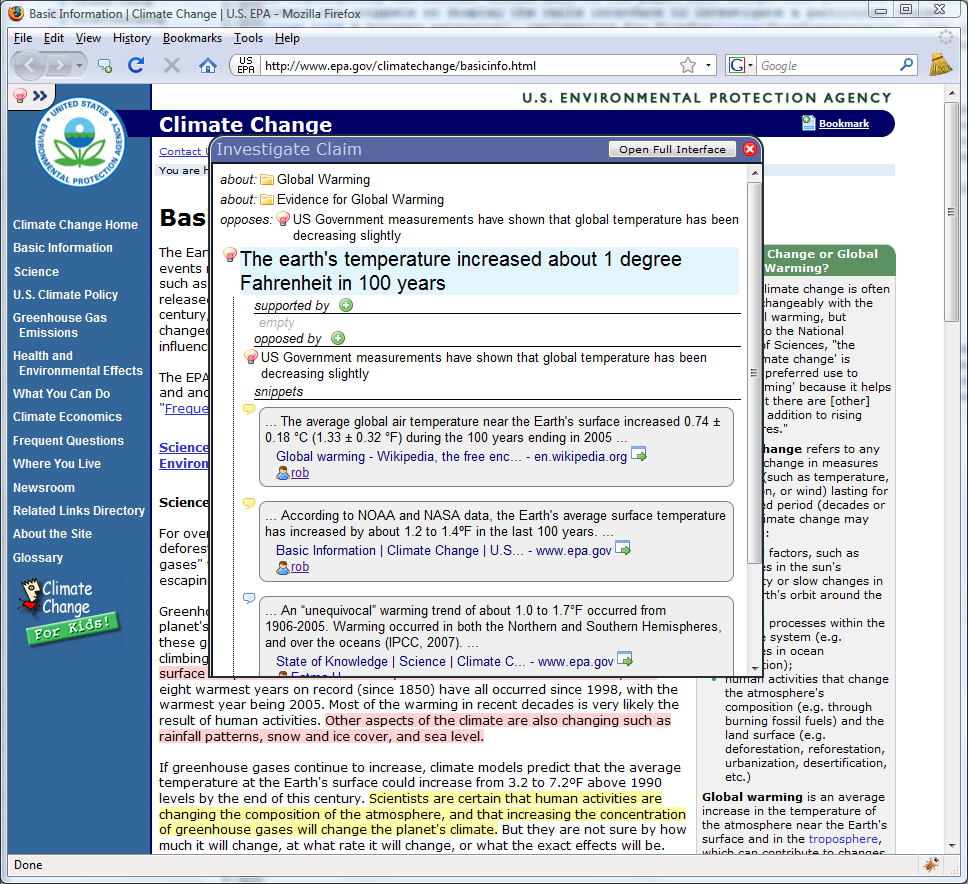 Basic Information | Climate Change | U.S. EPA - Mozilla Firefox
File Edit View History Bookmarks Tools Help
US EPA http://www.epa.gov/climatechange/basicinfo.html G Google
U.S. ENVIRONMENTAL PROTECTION AGENCY
UNITED STATES
ENVIRONMENTAL PROTECTION AGENCY
Climate Change
Bookmark
Contact U
You are h
Climate Change Home
Basic Information
Science
U.S. Climate Policy
Greenhouse Gas
Emissions
Health and
Environmental Effects
What You Can Do
Climate Economics
Frequent Questions
Where You Live
Newsroom
Related Links Directory
About the Site
Glossary
Climate
Change
For Kids!
Investigate Claim
Open Full Interface
about: Global Warming
about: Evidence for Global Warming
opposes: US Government measurements have shown that global temperature has been
decreasing slightly
The earth's temperature increased about 1 degree
Fahrenheit in 100 years
supported by
empty
opposed by
US Government measurements have shown that global temperature has been
decreasing slightly
snippets
... The average global air temperature near the Earth's surface increased 0.74 ±
0.18 °C (1.33 ± 0.32 °F) during the 100 years ending in 2005 ...
Global warming - Wikipedia, the free enc... - en.wikipedia.org
rob
... According to NOAA and NASA data, the Earth's average surface temperature
has increased by about 1.2 to 1.4ºF in the last 100 years. ...
Basic Information | Climate Change | U.S... - www.epa.gov
rob
... An “unequivocal” warming trend of about 1.0 to 1.7°F occurred from
1906-2005. Warming occurred in both the Northern and Southern Hemispheres,
and over the oceans (IPCC, 2007). ...
State of Knowledge | Science | Climate C... - www.epa.gov
Bas
The Ear
events
such as
release
century,
changed
influenc
The EPA
and and
"Freque
Science
Environ
Science
For over
deforest
gases"
escapin
Greenho
planet's
these g
climbing
surface
eight warmest years on record (since 1850) have all occurred since 1998, with the
warmest year being 2005. Most of the warming in recent decades is very likely the
result of human activities. Other aspects of the climate are also changing such as
rainfall patterns, snow and ice cover, and sea level.
If greenhouse gases continue to increase, climate models predict that the average
temperature at the Earth's surface could increase from 3.2 to 7.2ºF above 1990
levels by the end of this century. Scientists are certain that human activities are
changing the composition of the atmosphere, and that increasing the concentration
of greenhouse gases will change the planet's climate. But they are not sure by how
much it will change, at what rate it will change, or what the exact effects will be.
Change or Global
Warming?
limate change is often
changeably with the
l warming, but
to the National
of Sciences, "the
mate change' is
preferred use to
ming' because it helps
t there are [other]
addition to rising
res."
hange refers to any
change in measures
(such as temperature,
on, or wind) lasting for
ed period (decades or
limate change may
:
factors, such as
es in the sun's
ty or slow changes in
th's orbit around the
processes within the
e system (e.g.
es in ocean
tion);
human activities that change
the atmosphere's
composition (e.g. through
burning fossil fuels) and the
land surface (e.g.
deforestation, reforestation,
urbanization, desertification,
etc.)
Global warming is an average
increase in the temperature of
the atmosphere near the Earth's
surface and in the troposphere,
which can contribute to changes
Done